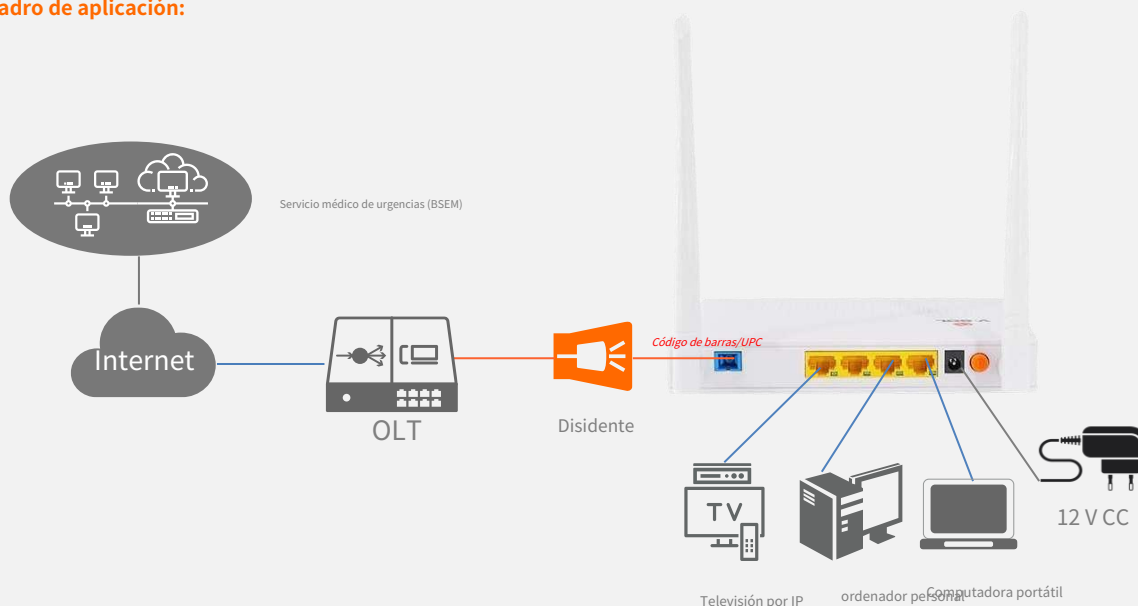 adro de aplicación:
Servicio médico de urgencias (BSEM)
Internet
OLT
Disidente
Código de barras/UPC
TV
12 V CC
Televisión por IP
ordenador personal
Computadora portátil